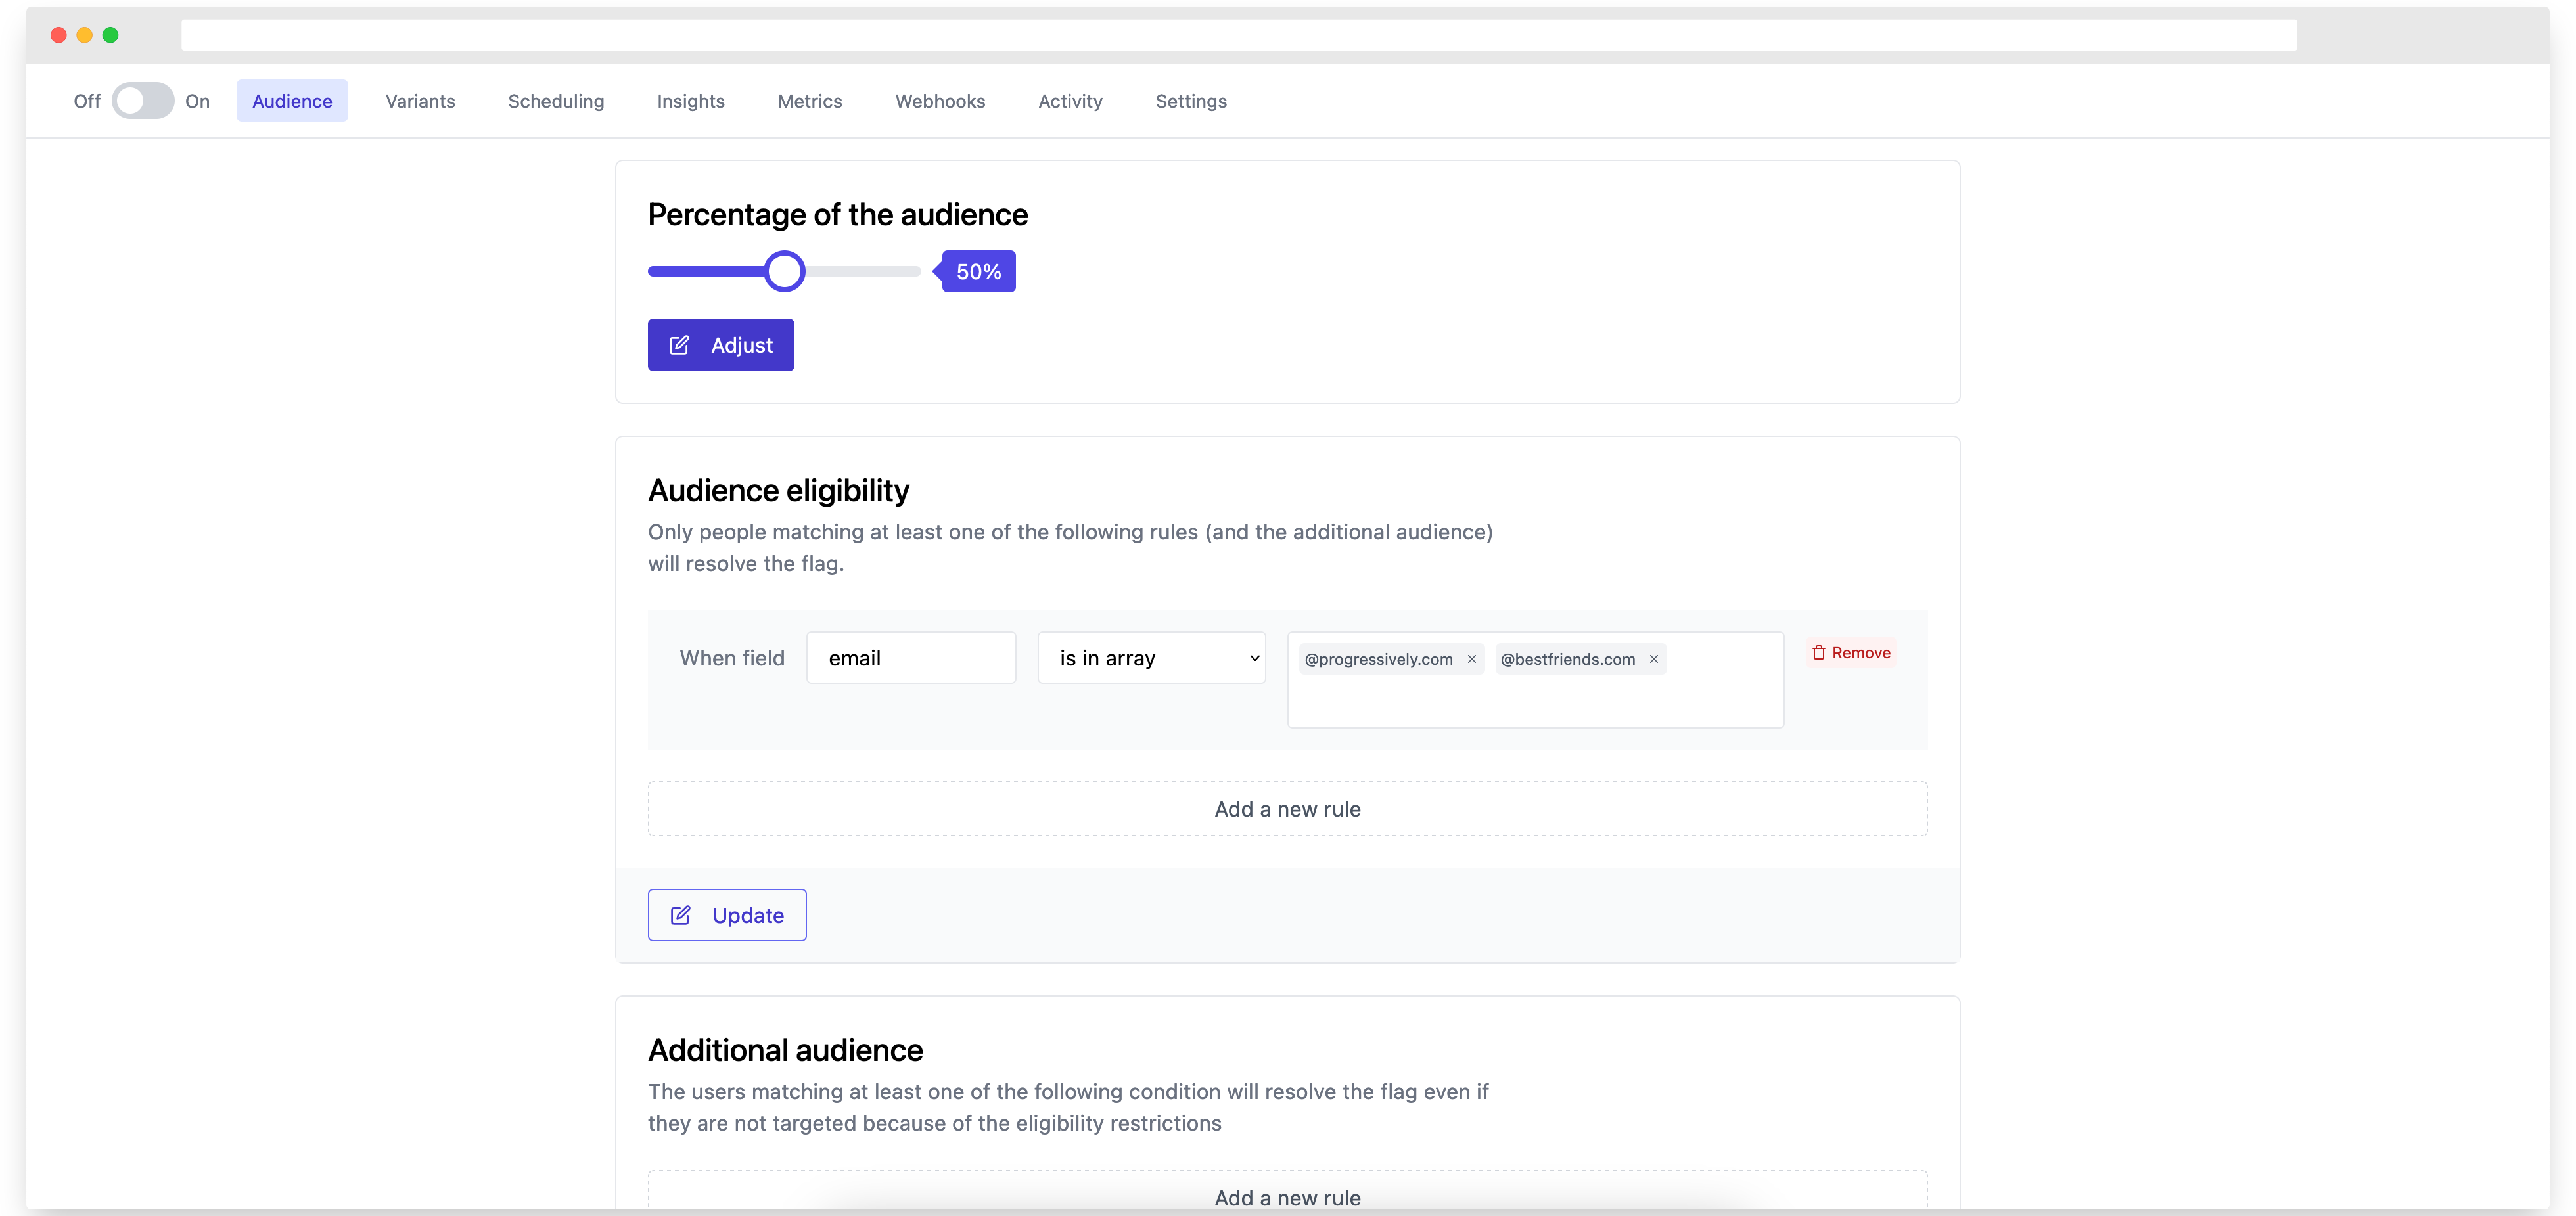 Off On Audience Variants Scheduling Insights Metrics Webhooks Activity Settings
Percentage of the audience
50%
Adjust
Audience eligibility
Only people matching at least one of the following rules (and the additional audience)
will resolve the flag.
When field email is in array @progressively.com × @bestfriends.com × Remove
Add a new rule
Update
Additional audience
The users matching at least one of the following condition will resolve the flag even if
they are not targeted because of the eligibility restrictions
Add a new rule